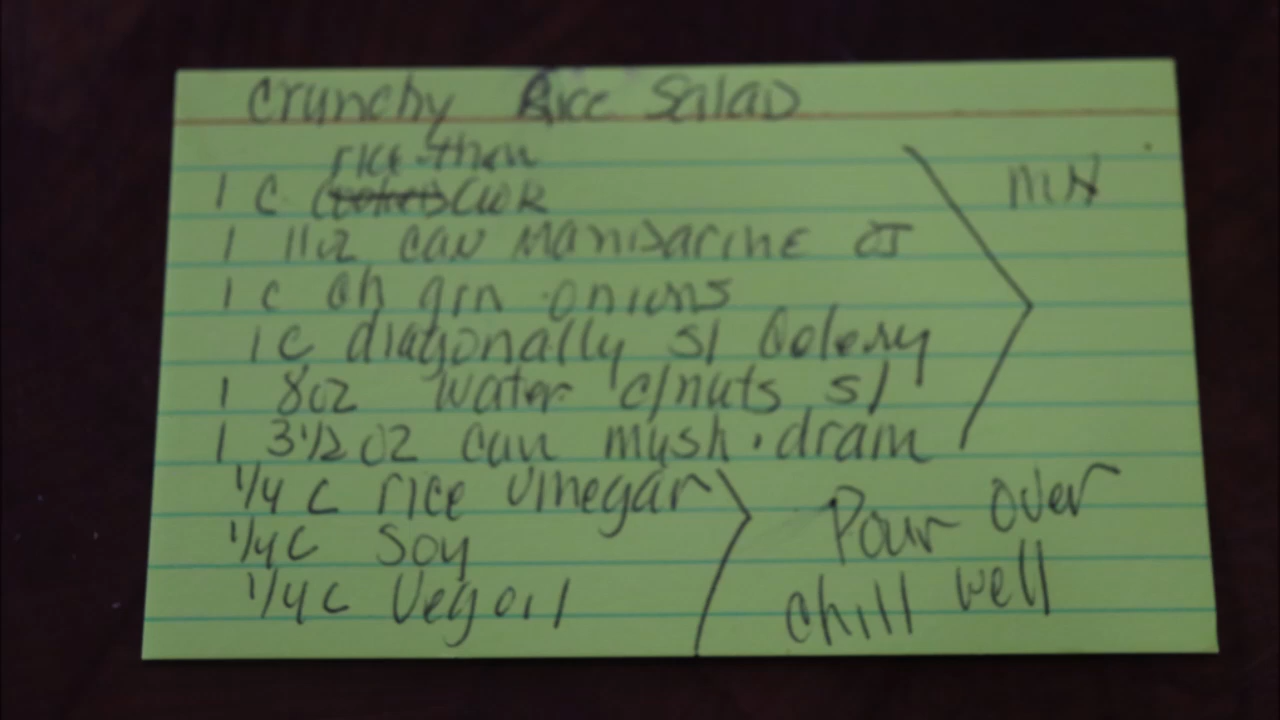 Crunchy Rice Salad
rice then
1 C (cooked) COOK
1 11oz can mandarine
1 C ch grn onions
1 C diagonally sl Celery
1 8oz water c/nuts sl
1 3 1/2 oz can mush. drain
mix
1/4 C rice vinegar
1/4 C Soy
1/4 C Veg oil
Pour over
chill well